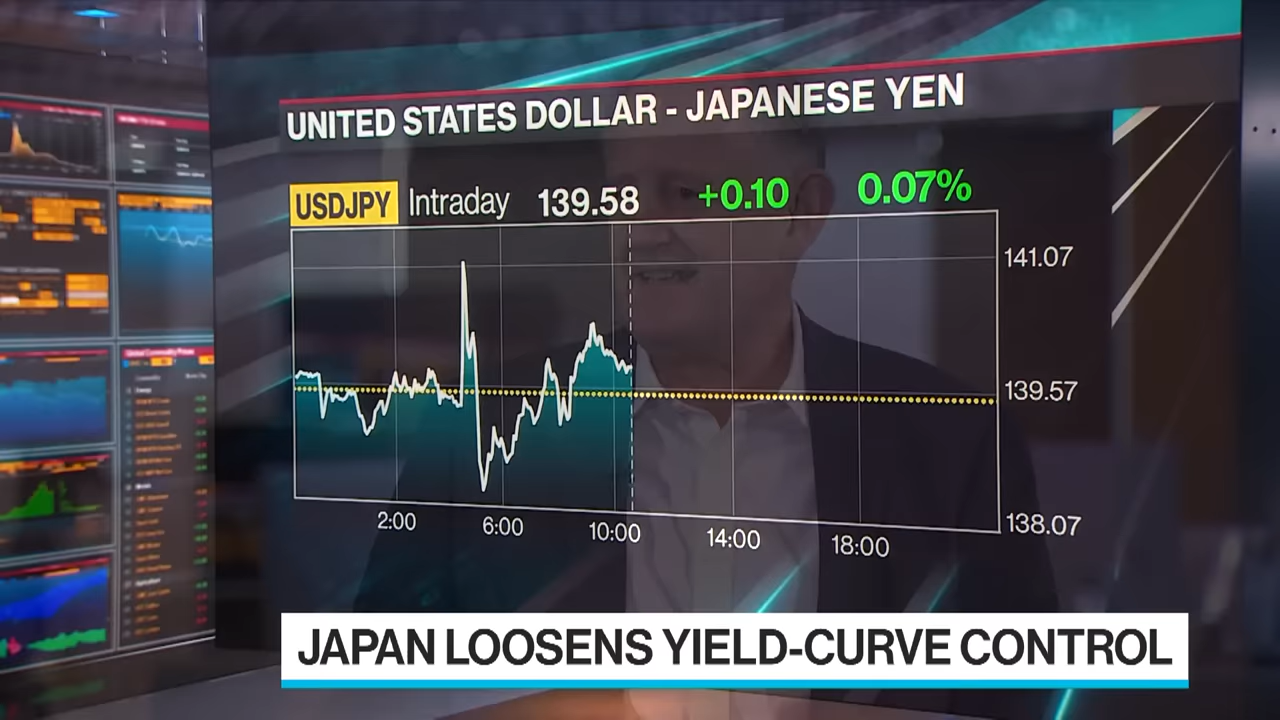 UNITED STATES DOLLAR - JAPANESE YEN
USDJPY Intraday 139.58 +0.10 0.07%
141.07
139.57
138.07
2:00 6:00 10:00 14:00 18:00
JAPAN LOOSENS YIELD-CURVE CONTROL